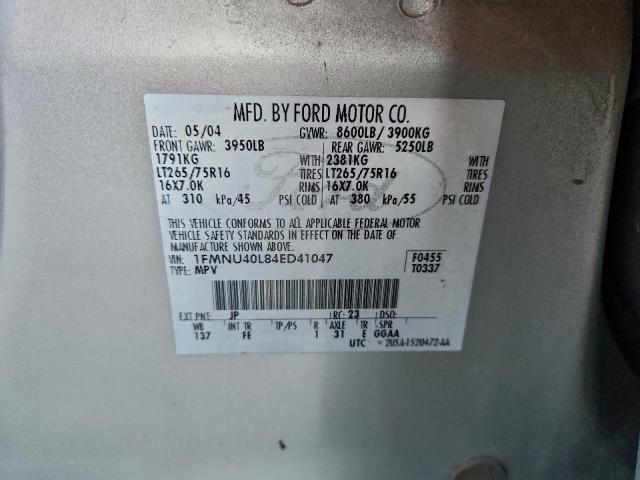 MFD. BY FORD MOTOR CO.
DATE: 05/04 GVWR: 8600LB/ 3900KG
FRONT GAWR: 3950LB REAR GAWR: 5250LB
1791KG WITH 2381KG WITH
LT265/75R16 TIRES LT265/75R16 TIRES
16X7.0K RIMS 16X7.0K RIMS
AT 310 kPa/45 PSI COLD AT 380 kPa/55 PSI COLD
THIS VEHICLE CONFORMS TO ALL APPLICABLE FEDERAL MOTOR
VEHICLE SAFETY STANDARDS IN EFFECT ON THE DATE OF
MANUFACTURE SHOWN ABOVE.
VIN: 1FMNU40L84ED41047 F0455
TYPE: MPV T0337
EXT PNT: JP RC: 23 DSO:
WB INT TR TP/PS R AXLE TR SPR
137 FE 1 31 E GGAA
UTC 2U5A-1520472-AA
Ford